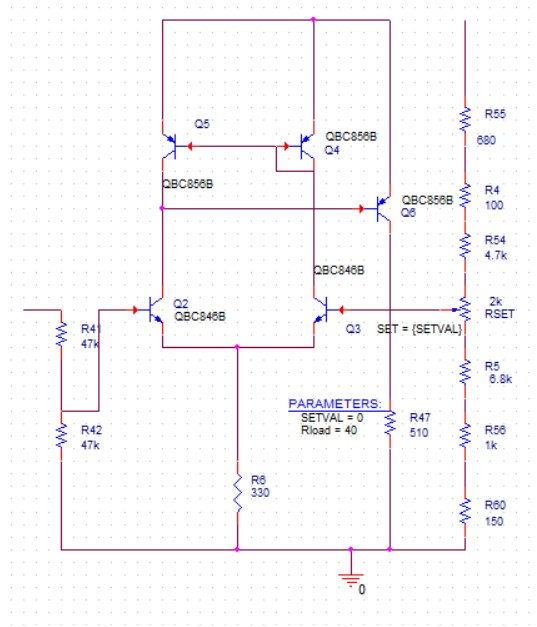 Q5
QBC856B
QBC856B
Q4
QBC856B
Q6
R55
680
R4
100
R54
4.7k
2k
RSET
SET = {SETVAL}
QBC846B
Q2
QBC846B
Q3
R41
47k
R42
47k
R5
6.8k
PARAMETERS:
SETVAL = 0
Rload = 40
R47
510
R56
1k
R6
330
R60
150
0